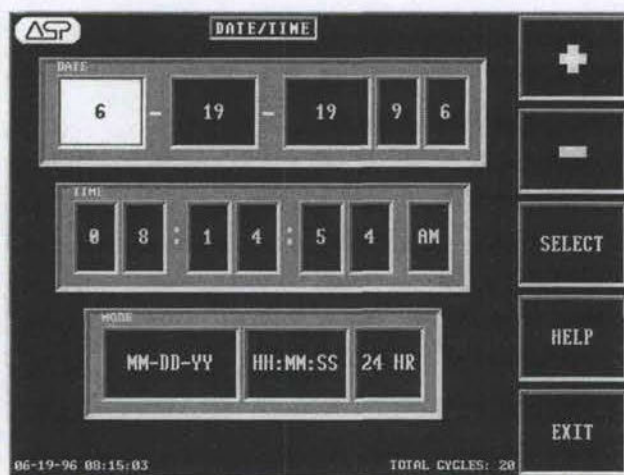 ASP
DATE/TIME
DATE
6 - 19 - 19 9 6
TIME
0 8 : 1 4 : 5 4 AM
MODE
MM-DD-YY HH:MM:SS 24 HR
06-19-96 08:15:03
TOTAL CYCLES: 20
+
-
SELECT
HELP
EXIT